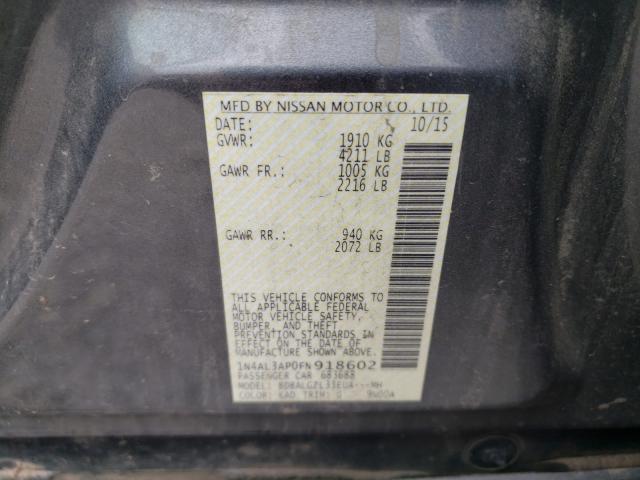 MFD BY NISSAN MOTOR CO., LTD.
DATE: 10/15
GVWR: 1910 KG
4211 LB
GAWR FR.: 1005 KG
2216 LB
GAWR RR.: 940 KG
2072 LB
THIS VEHICLE CONFORMS TO
ALL APPLICABLE FEDERAL
MOTOR VEHICLE SAFETY,
BUMPER, AND THEFT
PREVENTION STANDARDS IN
EFFECT ON THE DATE OF
MANUFACTURE SHOWN ABOVE.
1N4AL3AP0FN918602
PASSENGER CAR 683688
MODEL:
COLOR: KAD TRIM: G